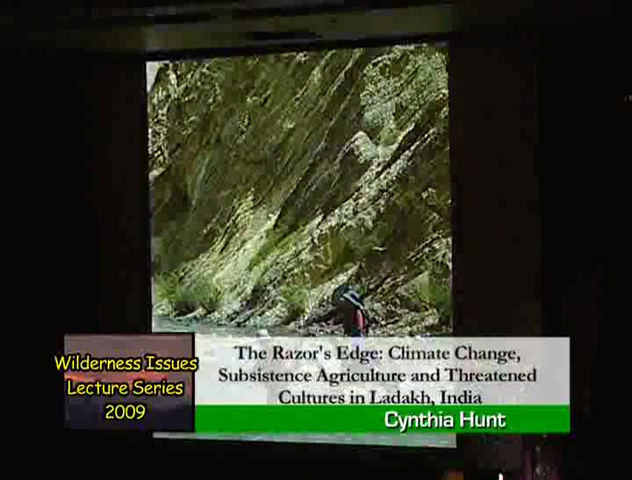 Wilderness Issues
Lecture Series
2009
The Razor's Edge: Climate Change,
Subsistence Agriculture and Threatened
Cultures in Ladakh, India
Cynthia Hunt